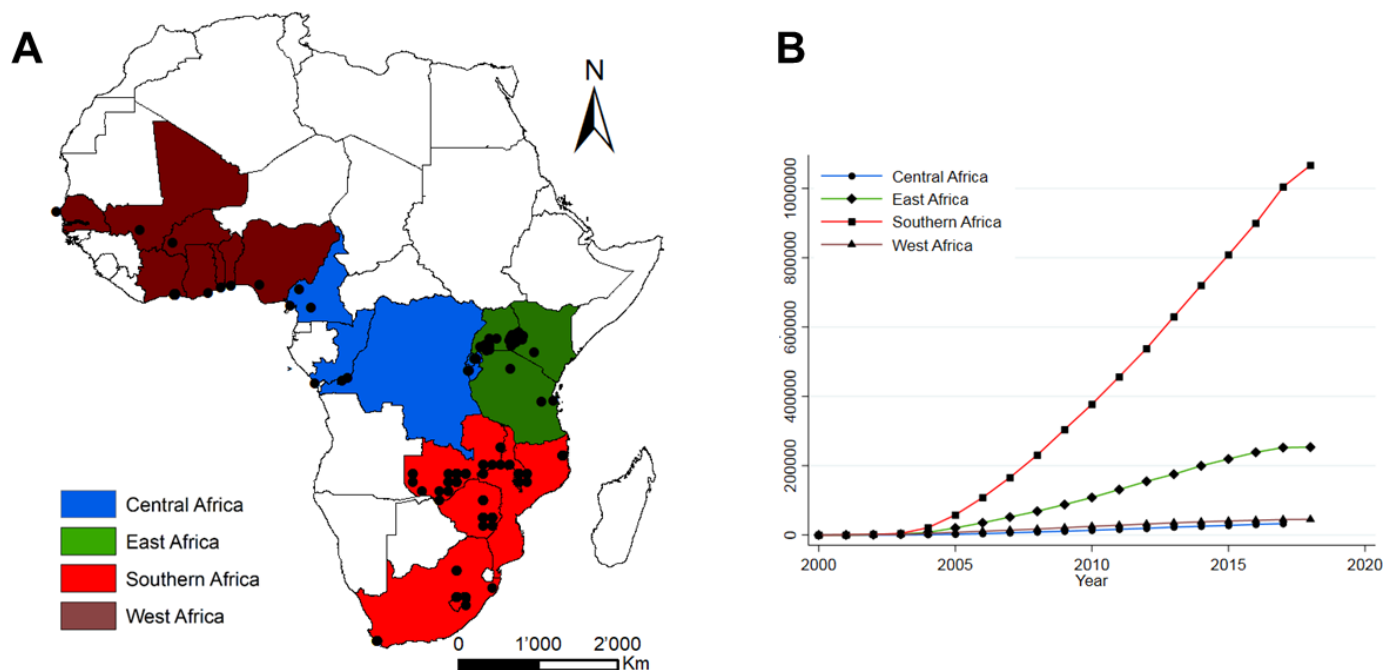 A
N
Central Africa
East Africa
Southern Africa
West Africa
0 1'000 2'000
Km
B
Central Africa
East Africa
Southern Africa
West Africa
0
200000
400000
600000
800000
1000000
2000 2005 2010 2015 2020
Year